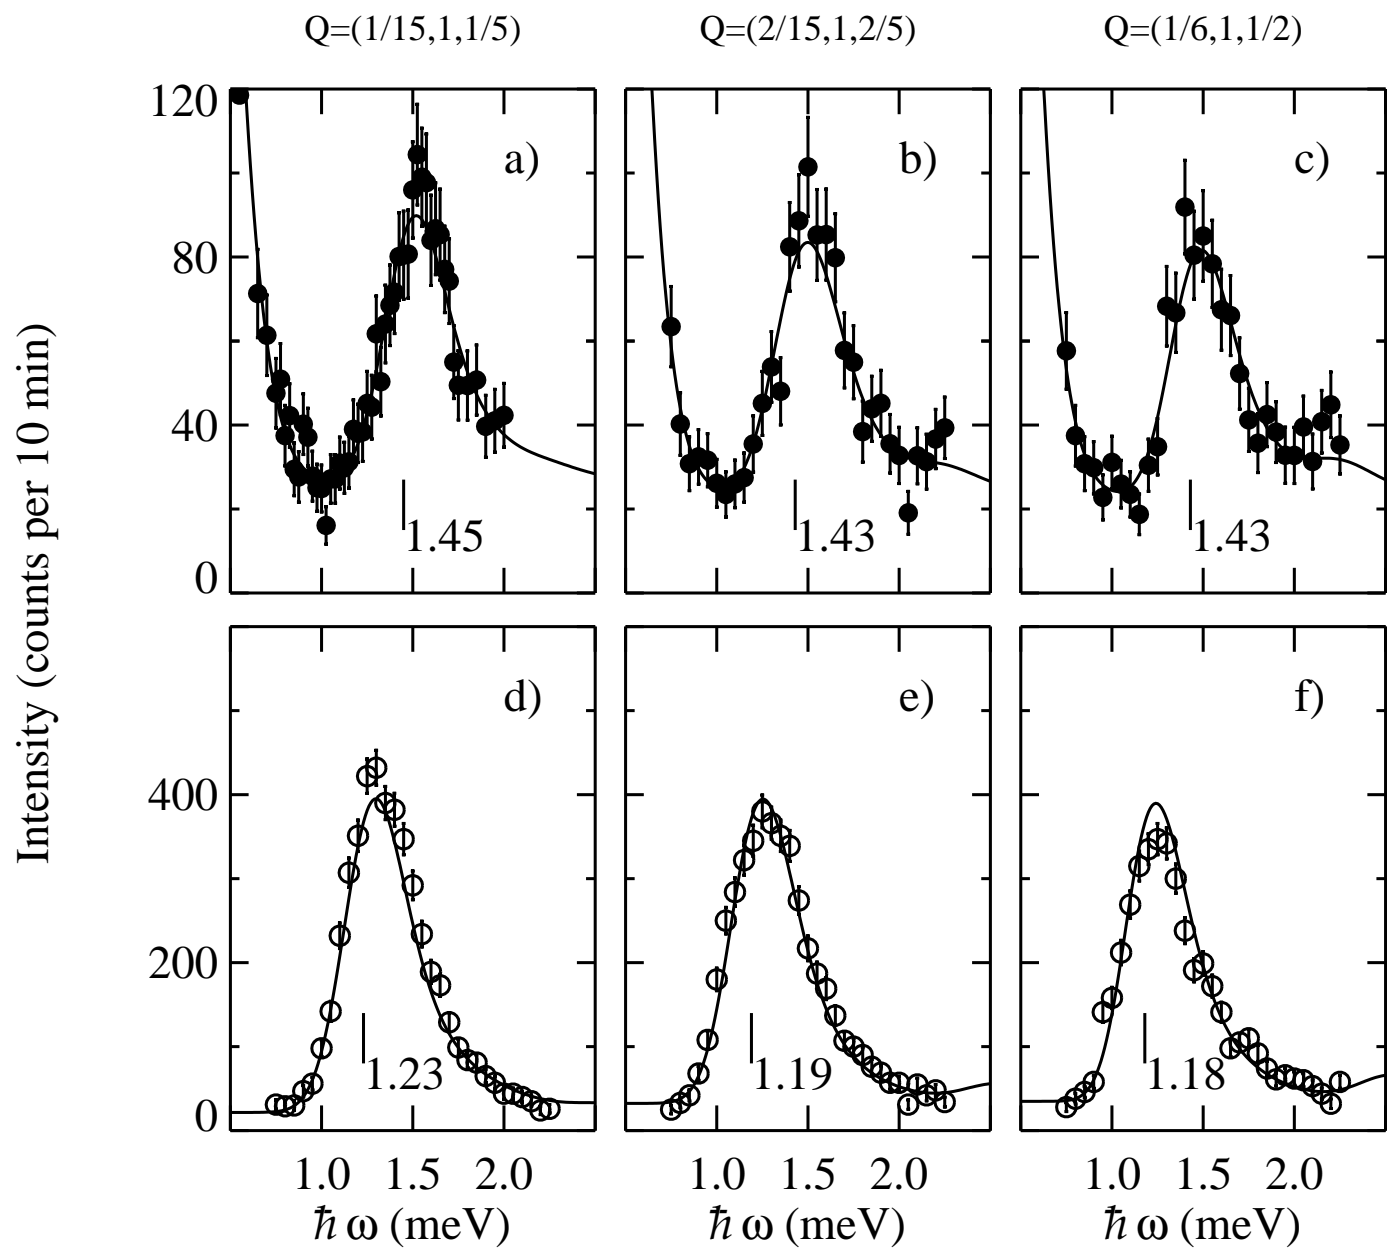 Q=(1/15,1,1/5) Q=(2/15,1,2/5) Q=(1/6,1,1/2)
Intensity (counts per 10 min)
120
80
40
0
a)
1.45
b)
1.43
c)
1.43
400
200
0
d)
1.23
e)
1.19
f)
1.18
1.0 1.5 2.0 1.0 1.5 2.0 1.0 1.5 2.0
ħ ω (meV) ħ ω (meV) ħ ω (meV)